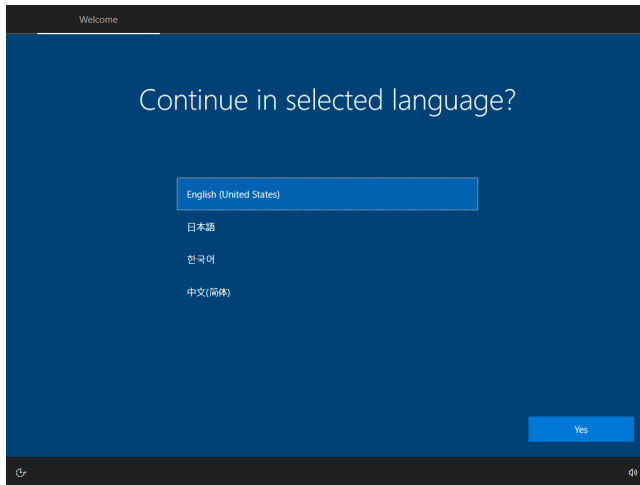 Welcome
Continue in selected language?
English (United States)
日本語
한국어
中文(简体)
Yes